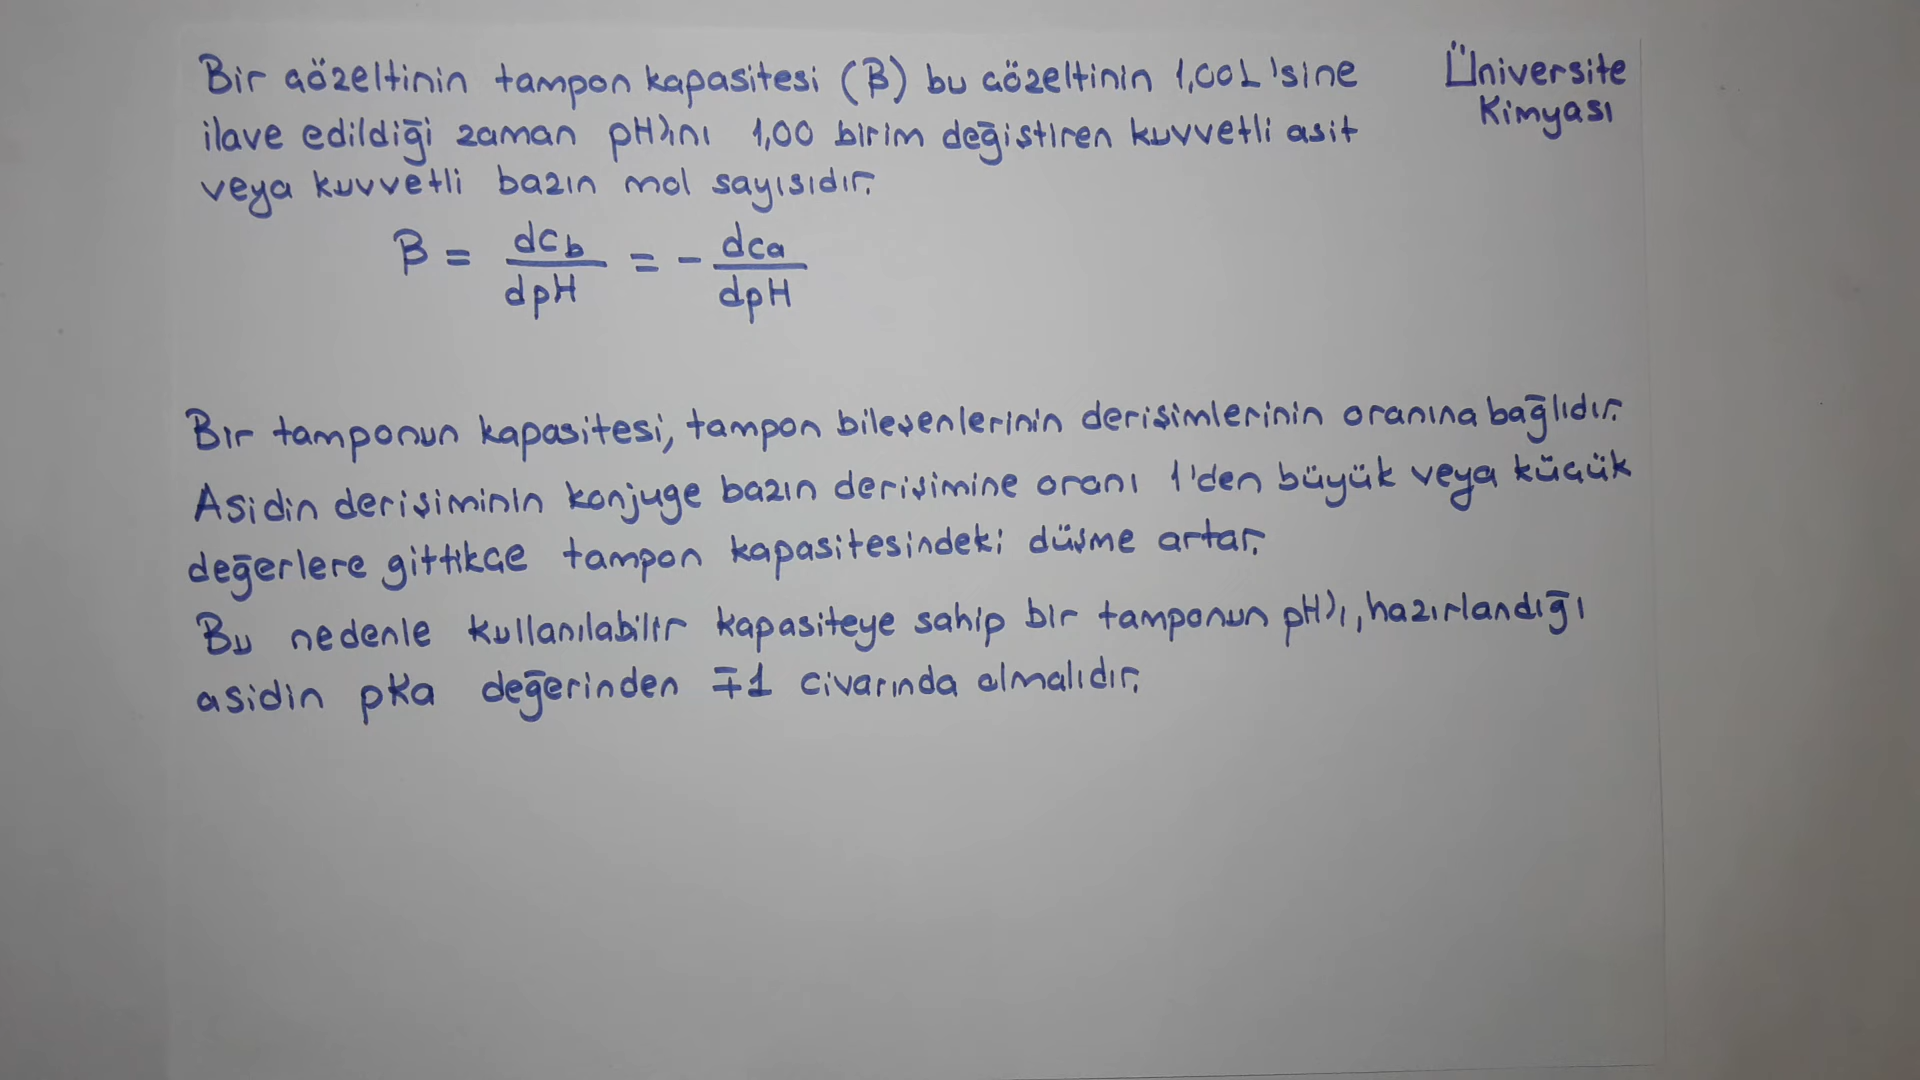 Bir çözeltinin tampon kapasitesi (β) bu çözeltinin 1,00L'sine
ilave edildiği zaman pH'ını 1,00 birim değiştiren kuvvetli asit
veya kuvvetli bazın mol sayısıdır.
β = dcb/dpH = - dca/dpH
Bir tamponun kapasitesi, tampon bileşenlerinin derişimlerinin oranına bağlıdır.
Asidin derişiminin konjuge bazın derişimine oranı 1'den büyük veya küçük
değerlere gittikçe tampon kapasitesindeki düşme artar.
Bu nedenle kullanılabilir kapasiteye sahip bir tamponun pH'ı, hazırlandığı
asidin pKa değerinden ∓1 civarında olmalıdır.
Üniversite
Kimyası